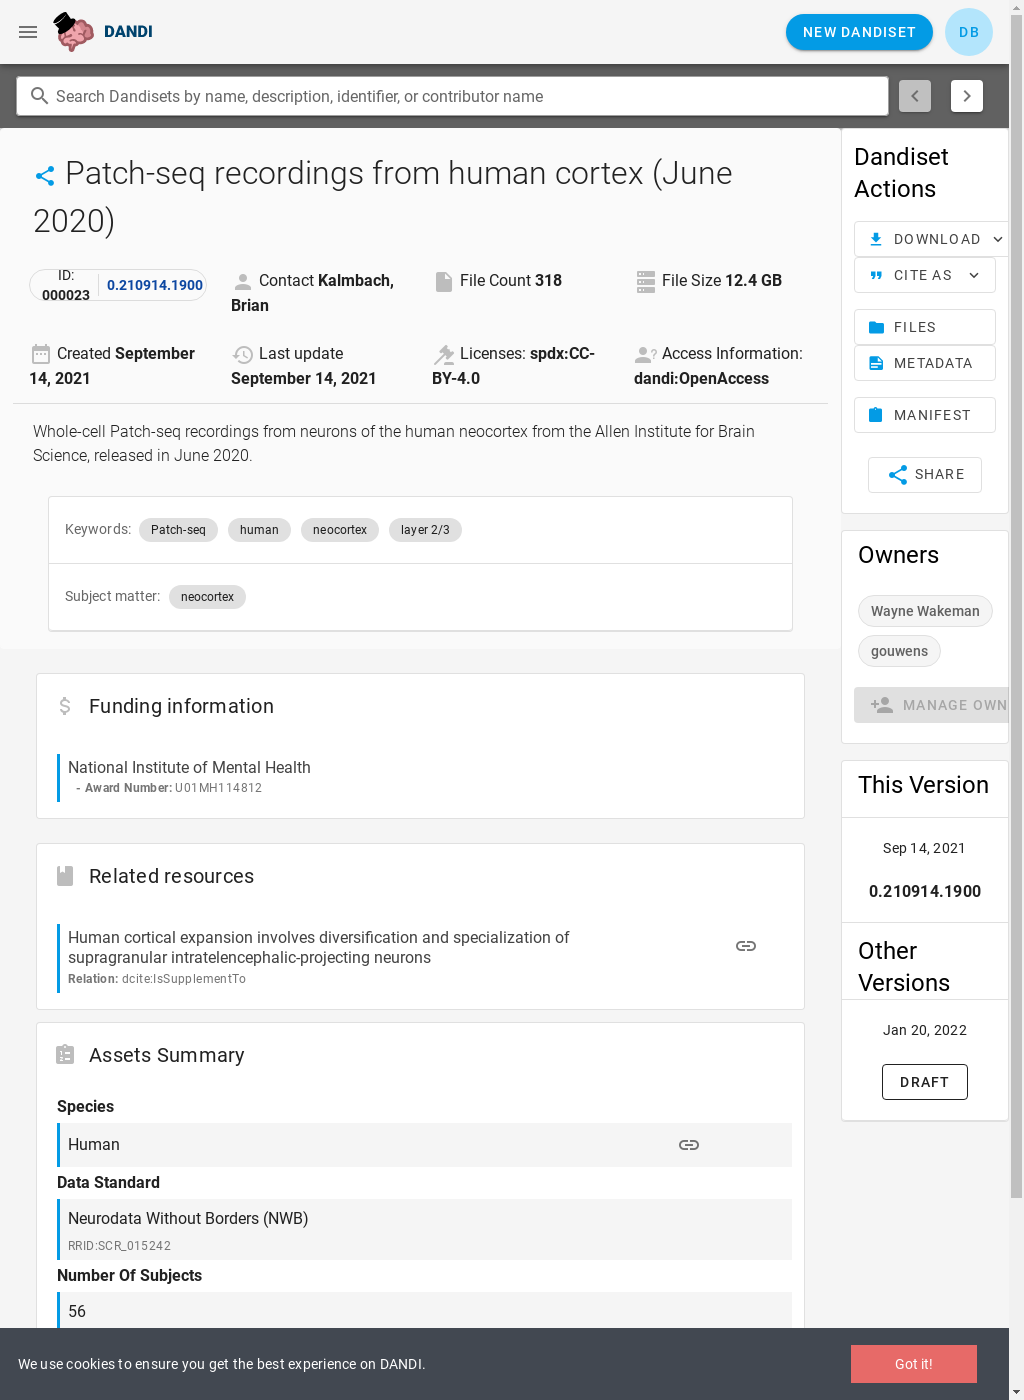 DANDI
NEW DANDISET
DB
Search Dandisets by name, description, identifier, or contributor name
Patch-seq recordings from human cortex (June
2020)
ID:
000023
0.210914.1900
Contact Kalmbach,
Brian
File Count 318
File Size 12.4 GB
Created September
14, 2021
Last update
September 14, 2021
Licenses: spdx:CC-
BY-4.0
Access Information:
dandi:OpenAccess
Whole-cell Patch-seq recordings from neurons of the human neocortex from the Allen Institute for Brain
Science, released in June 2020.
Keywords: Patch-seq human neocortex layer 2/3
Subject matter: neocortex
Funding information
National Institute of Mental Health
- Award Number: U01MH114812
Related resources
Human cortical expansion involves diversification and specialization of
supragranular intratelencephalic-projecting neurons
Relation: dcite:IsSupplementTo
Assets Summary
Species
Human
Data Standard
Neurodata Without Borders (NWB)
RRID:SCR_015242
Number Of Subjects
56
Dandiset
Actions
DOWNLOAD
CITE AS
FILES
METADATA
MANIFEST
SHARE
Owners
Wayne Wakeman
gouwens
MANAGE OWN
This Version
Sep 14, 2021
0.210914.1900
Other
Versions
Jan 20, 2022
DRAFT
We use cookies to ensure you get the best experience on DANDI.
Got it!